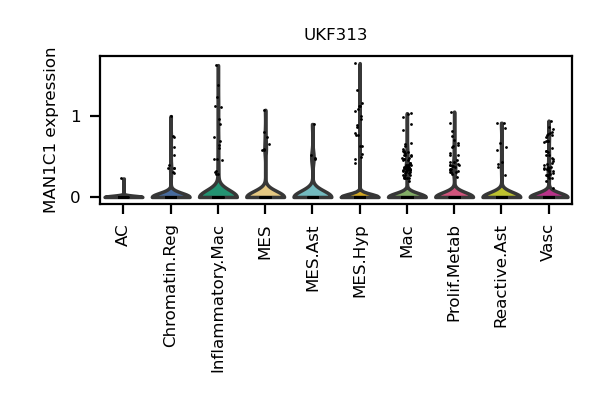 UKF313
MAN1C1 expression
1
0
AC
Chromatin.Reg
Inflammatory.Mac
MES
MES.Ast
MES.Hyp
Mac
Prolif.Metab
Reactive.Ast
Vasc